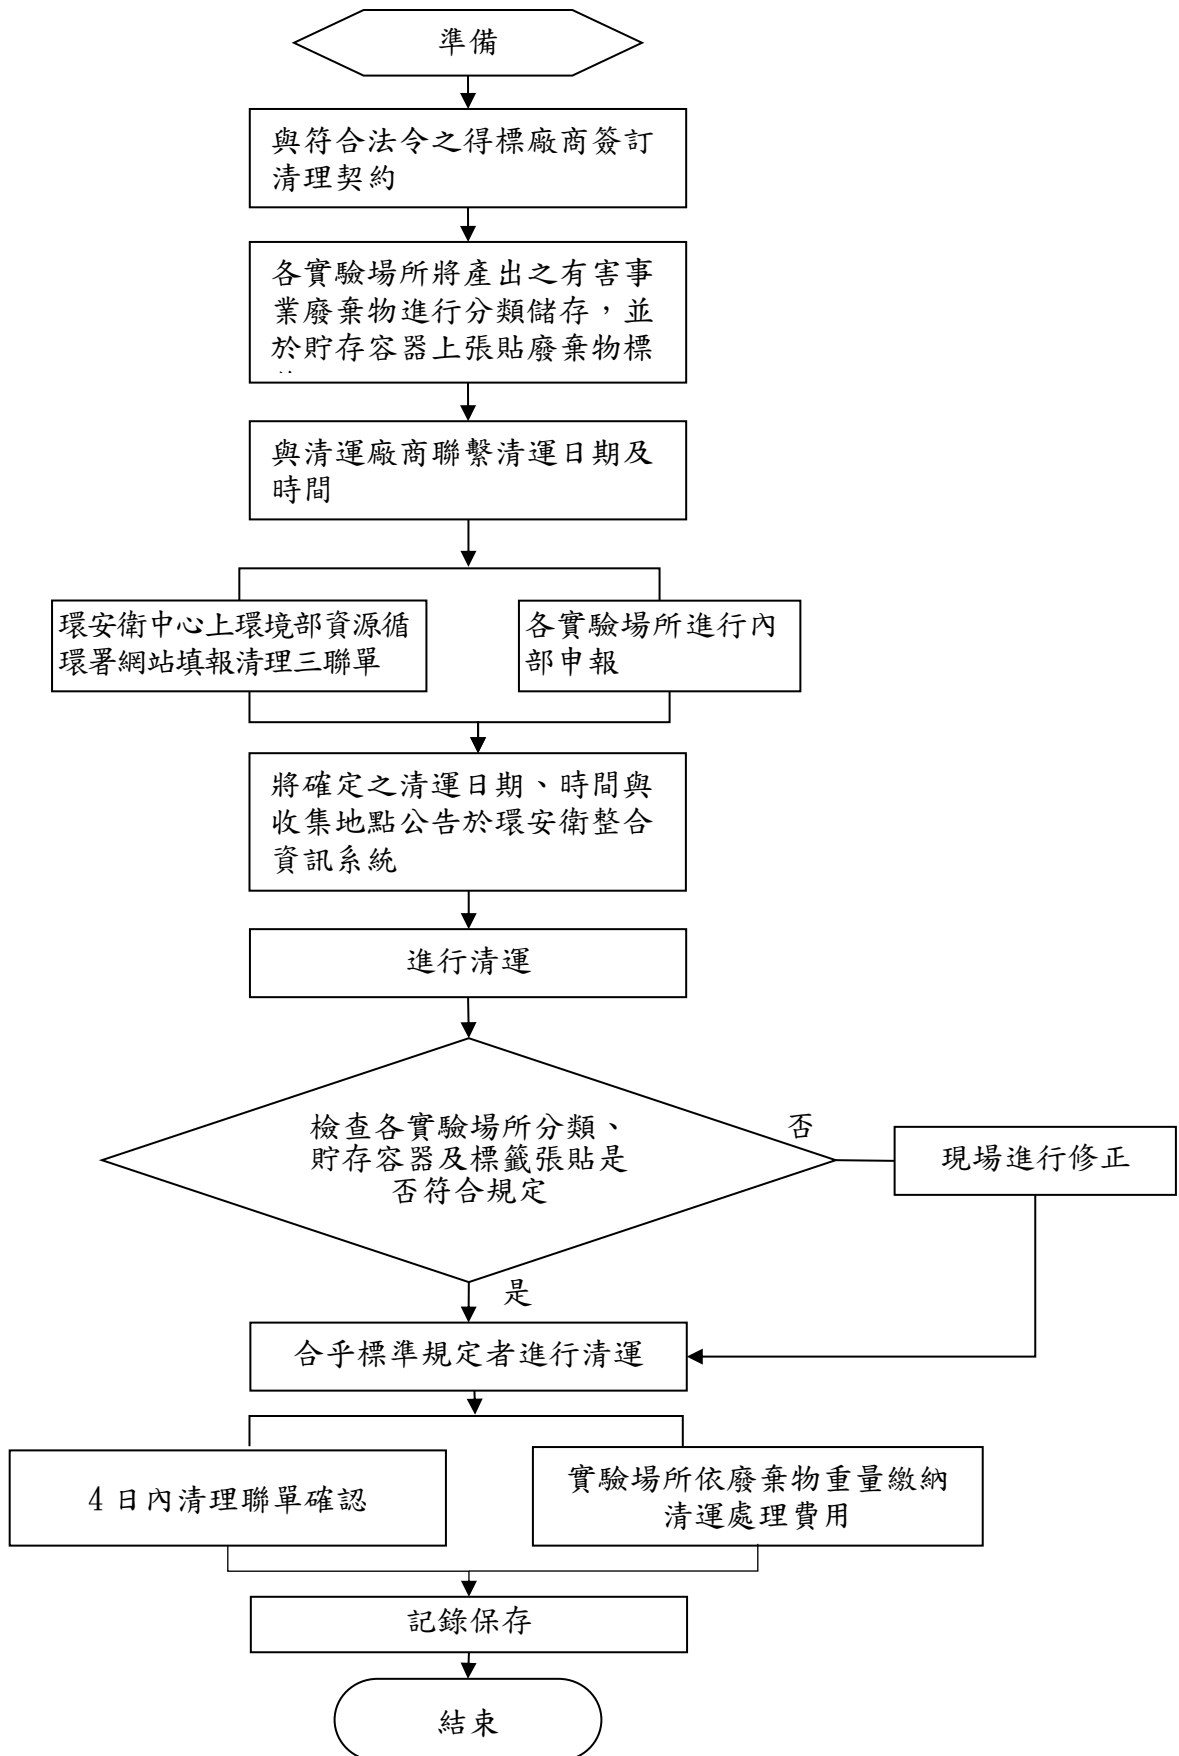 準備
與符合法令之得標廠商簽訂
清理契約
各實驗場所將產出之有害事
業廢棄物進行分類儲存，並
於貯存容器上張貼廢棄物標
與清運廠商聯繫清運日期及
時間
環安衛中心上環境部資源循
環署網站填報清理三聯單
各實驗場所進行內
部申報
將確定之清運日期、時間與
收集地點公告於環安衛整合
資訊系統
進行清運
檢查各實驗場所分類、
貯存容器及標籤張貼是
否符合規定
否
現場進行修正
是
合乎標準規定者進行清運
4 日內清理聯單確認
實驗場所依廢棄物重量繳納
清運處理費用
記錄保存
結束